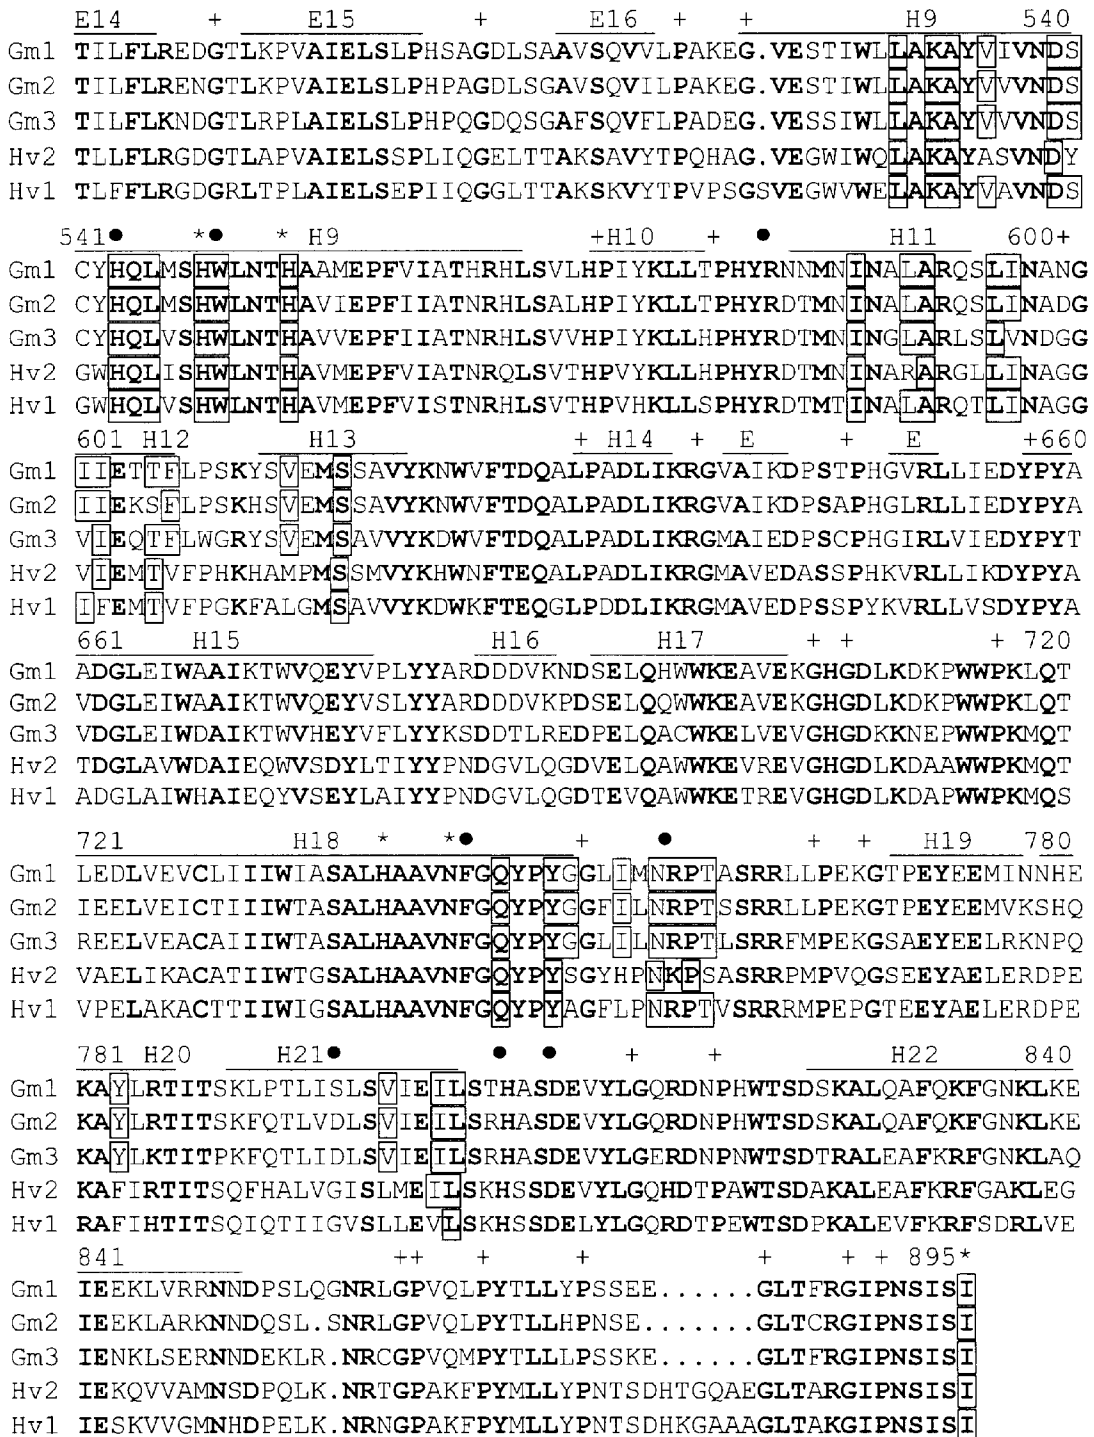 E14 + E15 + E16 + + H9 540
Gm1 TILFLREDGTLKPVAIELSLPHSAGDLSAAVSQVVLPAKEG.VESTIWLLAKAYVIVNDS
Gm2 TILFLRENGTLKPVAIELSLPHPAGDLSGAVSQVILPAKEG.VESTIWLLAKAYVVVNDS
Gm3 TILFLKNDGTLRPLAIELSLPHPQGDQSGAFSQVFLPADEG.VESSIWLLAKAYVVVNDS
Hv2 TLLFLRGDGTLAPVAIELSSPLIQGELTTAKSAVYTPQHAG.VEGWIWQLAKAYASVNDY
Hv1 TLFFLRGDGRLTPLAIELSEPIIQGGLTTAKSKVYTPVPSGSVEGWVWELAKAYVAVNDS
541● *● * H9 +H10 + ● H11 600+
Gm1 CYHQLMSHWLNTHAAMEPFVIATHRHLSVLHPIYKLLTPHYRNNMNINALARQSLINANG
Gm2 CYHQLMSHWLNTHAVIEPFIIATNRHLSALHPIYKLLTPHYRDTMNINALARQSLINADG
Gm3 CYHQLVSHWLNTHAVVEPFIIATNRHLSVVHPIYKLLHPHYRDTMNINGLARLSLVNDGG
Hv2 GWHQLISHWLNTHAVMEPFVIATNRQLSVTHPVYKLLHPHYRDTMNINARARGLLINAGG
Hv1 GWHQLVSHWLNTHAVMEPFVISTNRHLSVTHPVHKLLSPHYRDTMTINALARQTLINAGG
601 H12 H13 + H14 + E + E +660
Gm1 IIETTFLPSKYSVEMSSAVYKNWVFTDQALPADLIKRGVAIKDPSTPHGVRLLIEDYPYA
Gm2 IIEKSFLPSKHSVEMSSAVYKNWVFTDQALPADLIKRGVAIKDPSAPHGLRLLIEDYPYA
Gm3 VIEQTFLWGRYSVEMSAVVYKDWVFTDQALPADLIKRGMAIEDPSCPHGIRLVIEDYPYT
Hv2 VIEMTVFPHKHAMPMSSMVYKHWNFTEQALPADLIKRGMAVEDASSPHKVRLLIKDYPYA
Hv1 IFEMTVFPGKFALGMSAVVYKDWKFTEQGLPDDLIKRGMAVEDPSSPYKVRLLVSDYPYA
661 H15 H16 H17 + + + 720
Gm1 ADGLEIWAAIKTWVQEYVPLYYARDDDVKNDSELQHWWKEAVEKGHGDLKDKPWWPKLQT
Gm2 VDGLEIWAAIKTWVQEYVSLYYARDDDVKPDSELQQWWKEAVEKGHGDLKDKPWWPKLQT
Gm3 VDGLEIWDAIKTWVHEYVFLYYKSDDTLREDPELQACWKELVEVGHGDKKNEPWWPKMQT
Hv2 TDGLAVWDAIEQWVSDYLTIYYPNDGVLQGDVELQAWWKEVREVGHGDLKDAAWWPKMQT
Hv1 ADGLAIWHAIEQYVSEYLAIYYPNDGVLQGDTEVQAWWKETREVGHGDLKDAPWWPKMQS
721 H18 * *● + ● + + H19 780
Gm1 LEDLVEVCLIIIWIASALHAAVNFGQYPYGGLIMNRPTASRRLLPEKGTPEYEEMINNHE
Gm2 IEELVEICTIIIWTASALHAAVNFGQYPYGGFILNRPTSSRRLLPEKGTPEYEEMVKSHQ
Gm3 REELVEACAIIIWTASALHAAVNFGQYPYGGLILNRPTLSRRFMPEKGSAEYEELRKNPQ
Hv2 VAELIKACATIIWTGSALHAAVNFGQYPYSGYHPNKPSASRRPMPVQGSEEYAELERDPE
Hv1 VPELAKACTTIIWIGSALHAAVNFGQYPYAGFLPNRPTVSRRRMPEPGTEEYAELERDPE
781 H20 H21● ● ● + + H22 840
Gm1 KAYLRTITSKLPTLISLSVIEILSTHASDEVYLGQRDNPHWTSDSKALQAFQKFGNKLKE
Gm2 KAYLRTITSKFQTLVDLSVIEILSRHASDEVYLGQRDNPHWTSDSKALQAFQKFGNKLKE
Gm3 KAYLKTITPKFQTLIDLSVIEILSRHASDEVYLGERDNPNWTSDTRALEAFKRFGNKLAQ
Hv2 KAFIRTITSQFHALVGISLMEILSKHSSDEVYLGQHDTPAWTSDAKALEAFKRFGAKLEG
Hv1 RAFIHTITSQIQTIIGVSLLEVLSKHSSDELYLGQRDTPEWTSDPKALEVFKRFSDRLVE
841 ++ + + + + + 895*
Gm1 IEEKLVRRNNDPSLQGNRLGPVQLPYTLLYPSSEE......GLTFRGIPNSISI
Gm2 IEEKLARKNNDQSL.SNRLGPVQLPYTLLHPNSE.......GLTCRGIPNSISI
Gm3 IENKLSERNNDEKLR.NRCGPVQMPYTLLLPSSKE......GLTFRGIPNSISI
Hv2 IEKQVVAMNSDPQLK.NRTGPAKFPYMLLYPNTSDHTGQAEGLTARGIPNSISI
Hv1 IESKVVGMNHDPELK.NRNGPAKFPYMLLYPNTSDHKGAAAGLTAKGIPNSISI